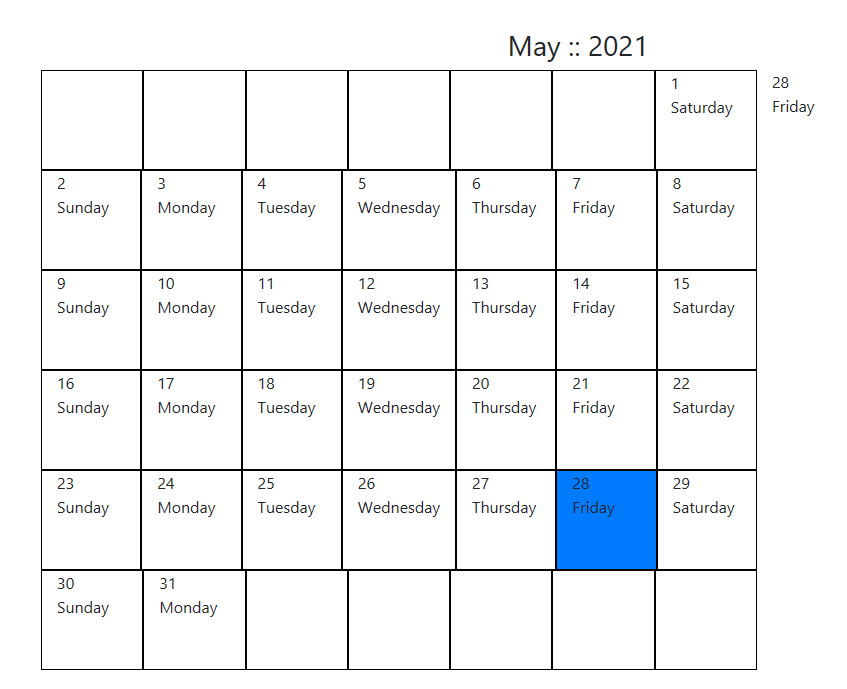 May :: 2021
1 28
Saturday Friday
2 3 4 5 6 7 8
Sunday Monday Tuesday Wednesday Thursday Friday Saturday
9 10 11 12 13 14 15
Sunday Monday Tuesday Wednesday Thursday Friday Saturday
16 17 18 19 20 21 22
Sunday Monday Tuesday Wednesday Thursday Friday Saturday
23 24 25 26 27 28 29
Sunday Monday Tuesday Wednesday Thursday Friday Saturday
30 31
Sunday Monday